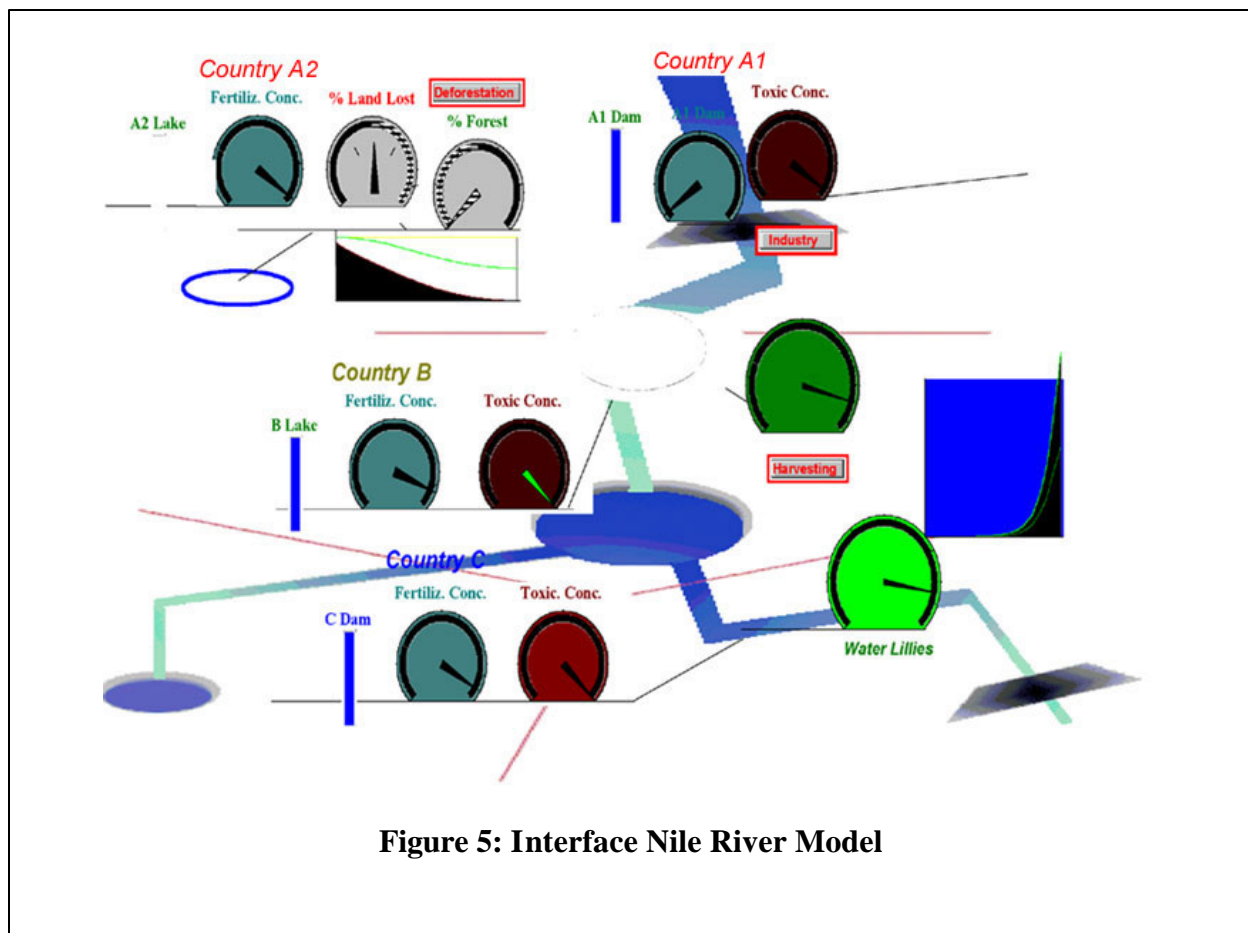 Country A2
Fertiliz. Conc.
% Land Lost
Deforestation
A2 Lake
% Forest
Country A1
Toxic Conc.
A1 Dam
A1 Dam
Industry
Country B
Fertiliz. Conc.
Toxic Conc.
B Lake
Harvesting
Country C
Fertiliz. Conc.
Toxic. Conc.
C Dam
Water Lillies
Figure 5: Interface Nile River Model